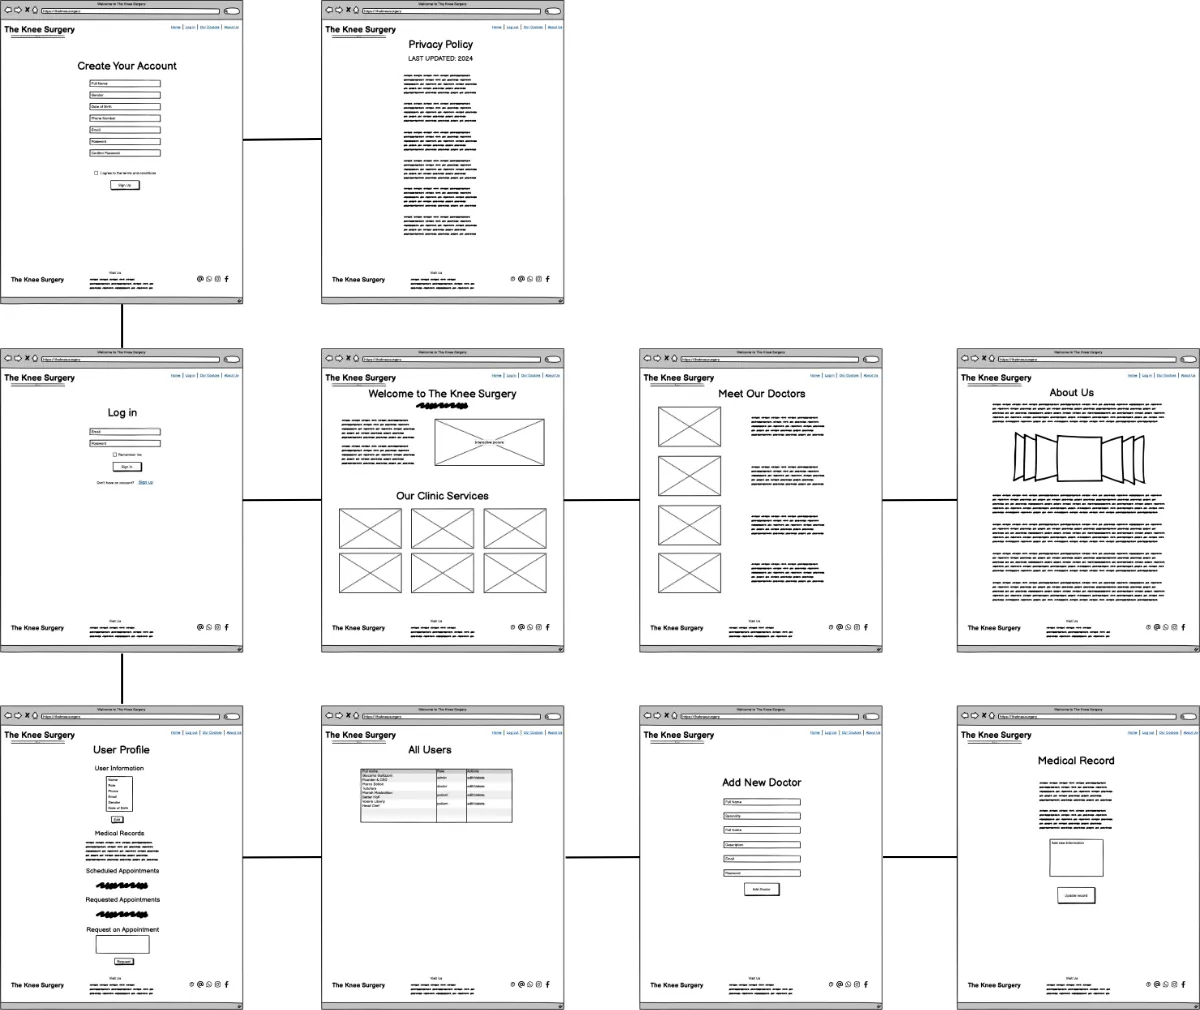 Welcome to The Knee Surgery
https://thekneesurgery
The Knee Surgery
Home | Log in | Our Doctors | About Us
Create Your Account
Full Name
Gender
Date of Birth
Phone Number
Email
Password
Confirm Password
I agree to the terms and conditions
Sign Up
Visit Us
The Knee Surgery
Welcome to The Knee Surgery
https://thekneesurgery
The Knee Surgery
Home | Log out | Our Doctors | About Us
Privacy Policy
LAST UPDATED: 2024
Visit Us
The Knee Surgery
Welcome to The Knee Surgery
https://thekneesurgery
The Knee Surgery
Home | Log in | Our Doctors | About Us
Log in
Email
Password
Remember me
Sign In
Don't have an account? Sign up
Visit Us
The Knee Surgery
Welcome to The Knee Surgery
https://thekneesurgery
The Knee Surgery
Home | Log in | Our Doctors | About Us
Welcome to The Knee Surgery
Our Clinic Services
Visit Us
The Knee Surgery
Welcome to The Knee Surgery
https://thekneesurgery
The Knee Surgery
Home | Log in | Our Doctors | About Us
Meet Our Doctors
Visit Us
The Knee Surgery
Welcome to The Knee Surgery
https://thekneesurgery
The Knee Surgery
Home | Log in | Our Doctors | About Us
About Us
Visit Us
The Knee Surgery
Welcome to The Knee Surgery
https://thekneesurgery
The Knee Surgery
Home | Log out | Our Doctors | About Us
User Profile
User Information
Name
Role
Phone
Email
Gender
Date of Birth
Edit
Medical Records
Scheduled Appointments
Requested Appointments
Request an Appointment
Request
Visit Us
The Knee Surgery
Welcome to The Knee Surgery
https://thekneesurgery
The Knee Surgery
Home | Log out | Our Doctors | About Us
All Users
Full name Role Actions
Giacomo Guilizzoni
Founder & CEO admin edit/delete
Marco Botton
Tuttofare doctor edit/delete
Mariah Maclachlan
Better Half patient edit/delete
Valerie Liberty
Head Chef patient edit/delete
Visit Us
The Knee Surgery
Welcome to The Knee Surgery
https://thekneesurgery
The Knee Surgery
Home | Log out | Our Doctors | About Us
Add New Doctor
Full Name
Speciality
Full name
Description
Email
Password
Add Doctor
Visit Us
The Knee Surgery
Welcome to The Knee Surgery
https://thekneesurgery
The Knee Surgery
Home | Log out | Our Doctors | About Us
Medical Record
Add new information
Update record
Visit Us
The Knee Surgery